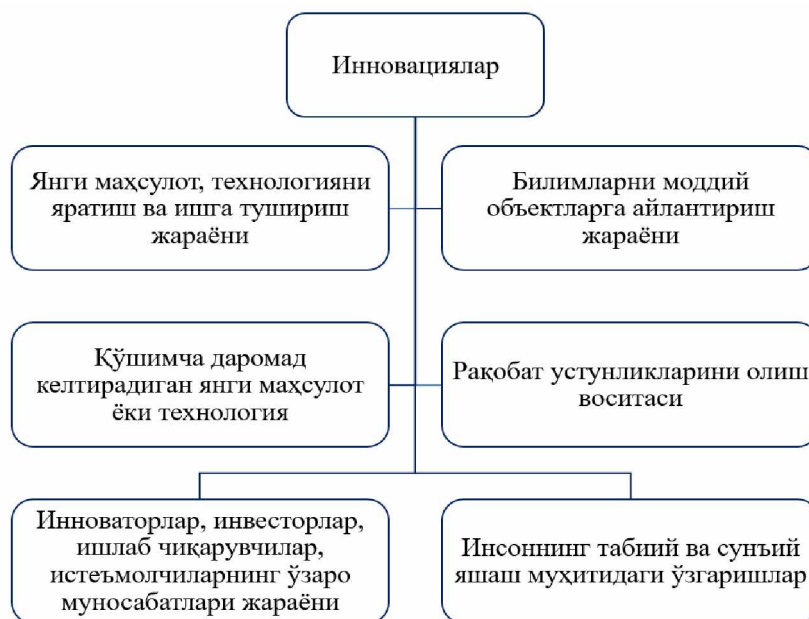 Инновациялар
Янги маҳсулот, технологияни
яратиш ва ишга тушириш
жараёни
Билимларни моддий
объектларга айлантириш
жараёни
Қўшимча даромад
келтирадиган янги маҳсулот
ёки технология
Рақобат устунликларини олиш
воситаси
Инноваторлар, инвесторлар,
ишлаб чиқарувчилар,
истеъмолчиларнинг ўзаро
муносабатлари жараёни
Инсоннинг табиий ва сунъий
яшаш муҳитидаги ўзгаришлар